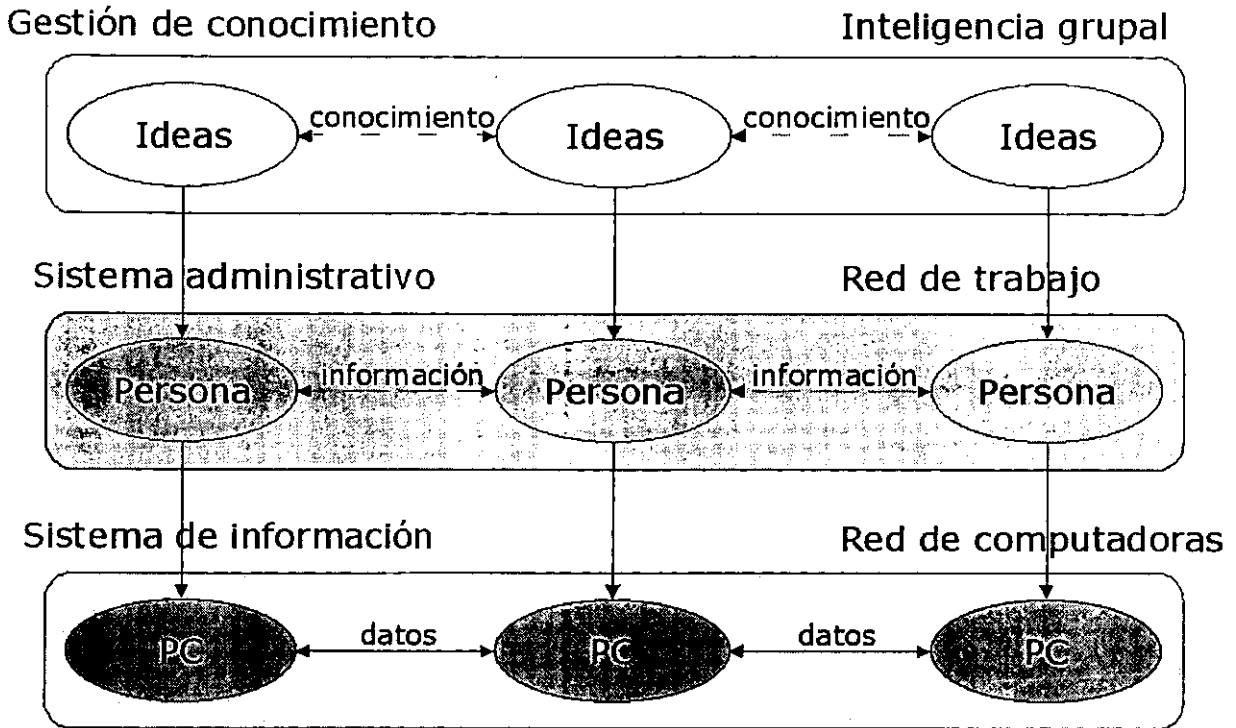 Gestión de conocimiento Inteligencia grupal
Ideas conocimiento Ideas conocimiento Ideas
Sistema administrativo Red de trabajo
Persona información Persona información Persona
Sistema de información Red de computadoras
PC datos PC datos PC